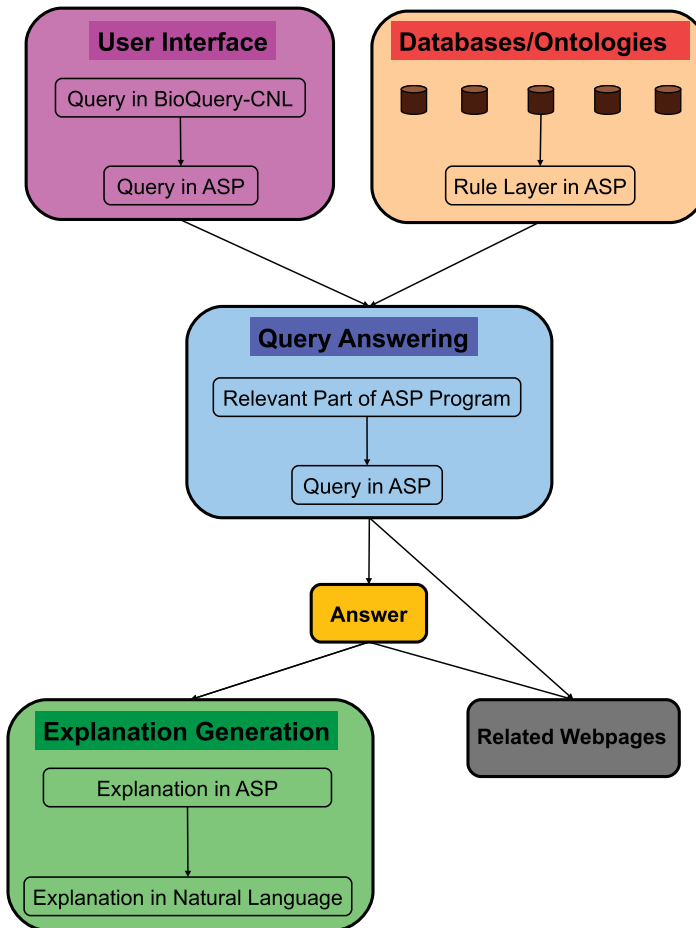 User Interface
Query in BioQuery-CNL
Query in ASP
Databases/Ontologies
Rule Layer in ASP
Query Answering
Relevant Part of ASP Program
Query in ASP
Answer
Explanation Generation
Explanation in ASP
Explanation in Natural Language
Related Webpages